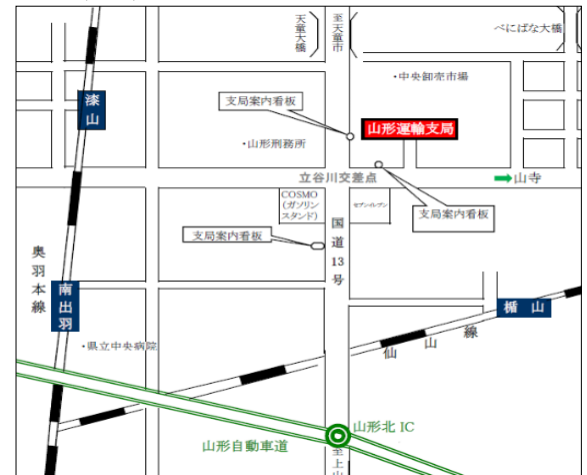 天童大橋
至天童市
べにばな大橋
・中央卸売市場
漆山
支局案内看板
山形運輸支局
・山形刑務所
立谷川交差点
➡山寺
COSMO
(ガソリン
スタンド)
セブンイレブン
支局案内看板
国道13号
支局案内看板
奥羽本線
南出羽
楯山
仙山線
・県立中央病院
山形北 IC
山形自動車道
至上山